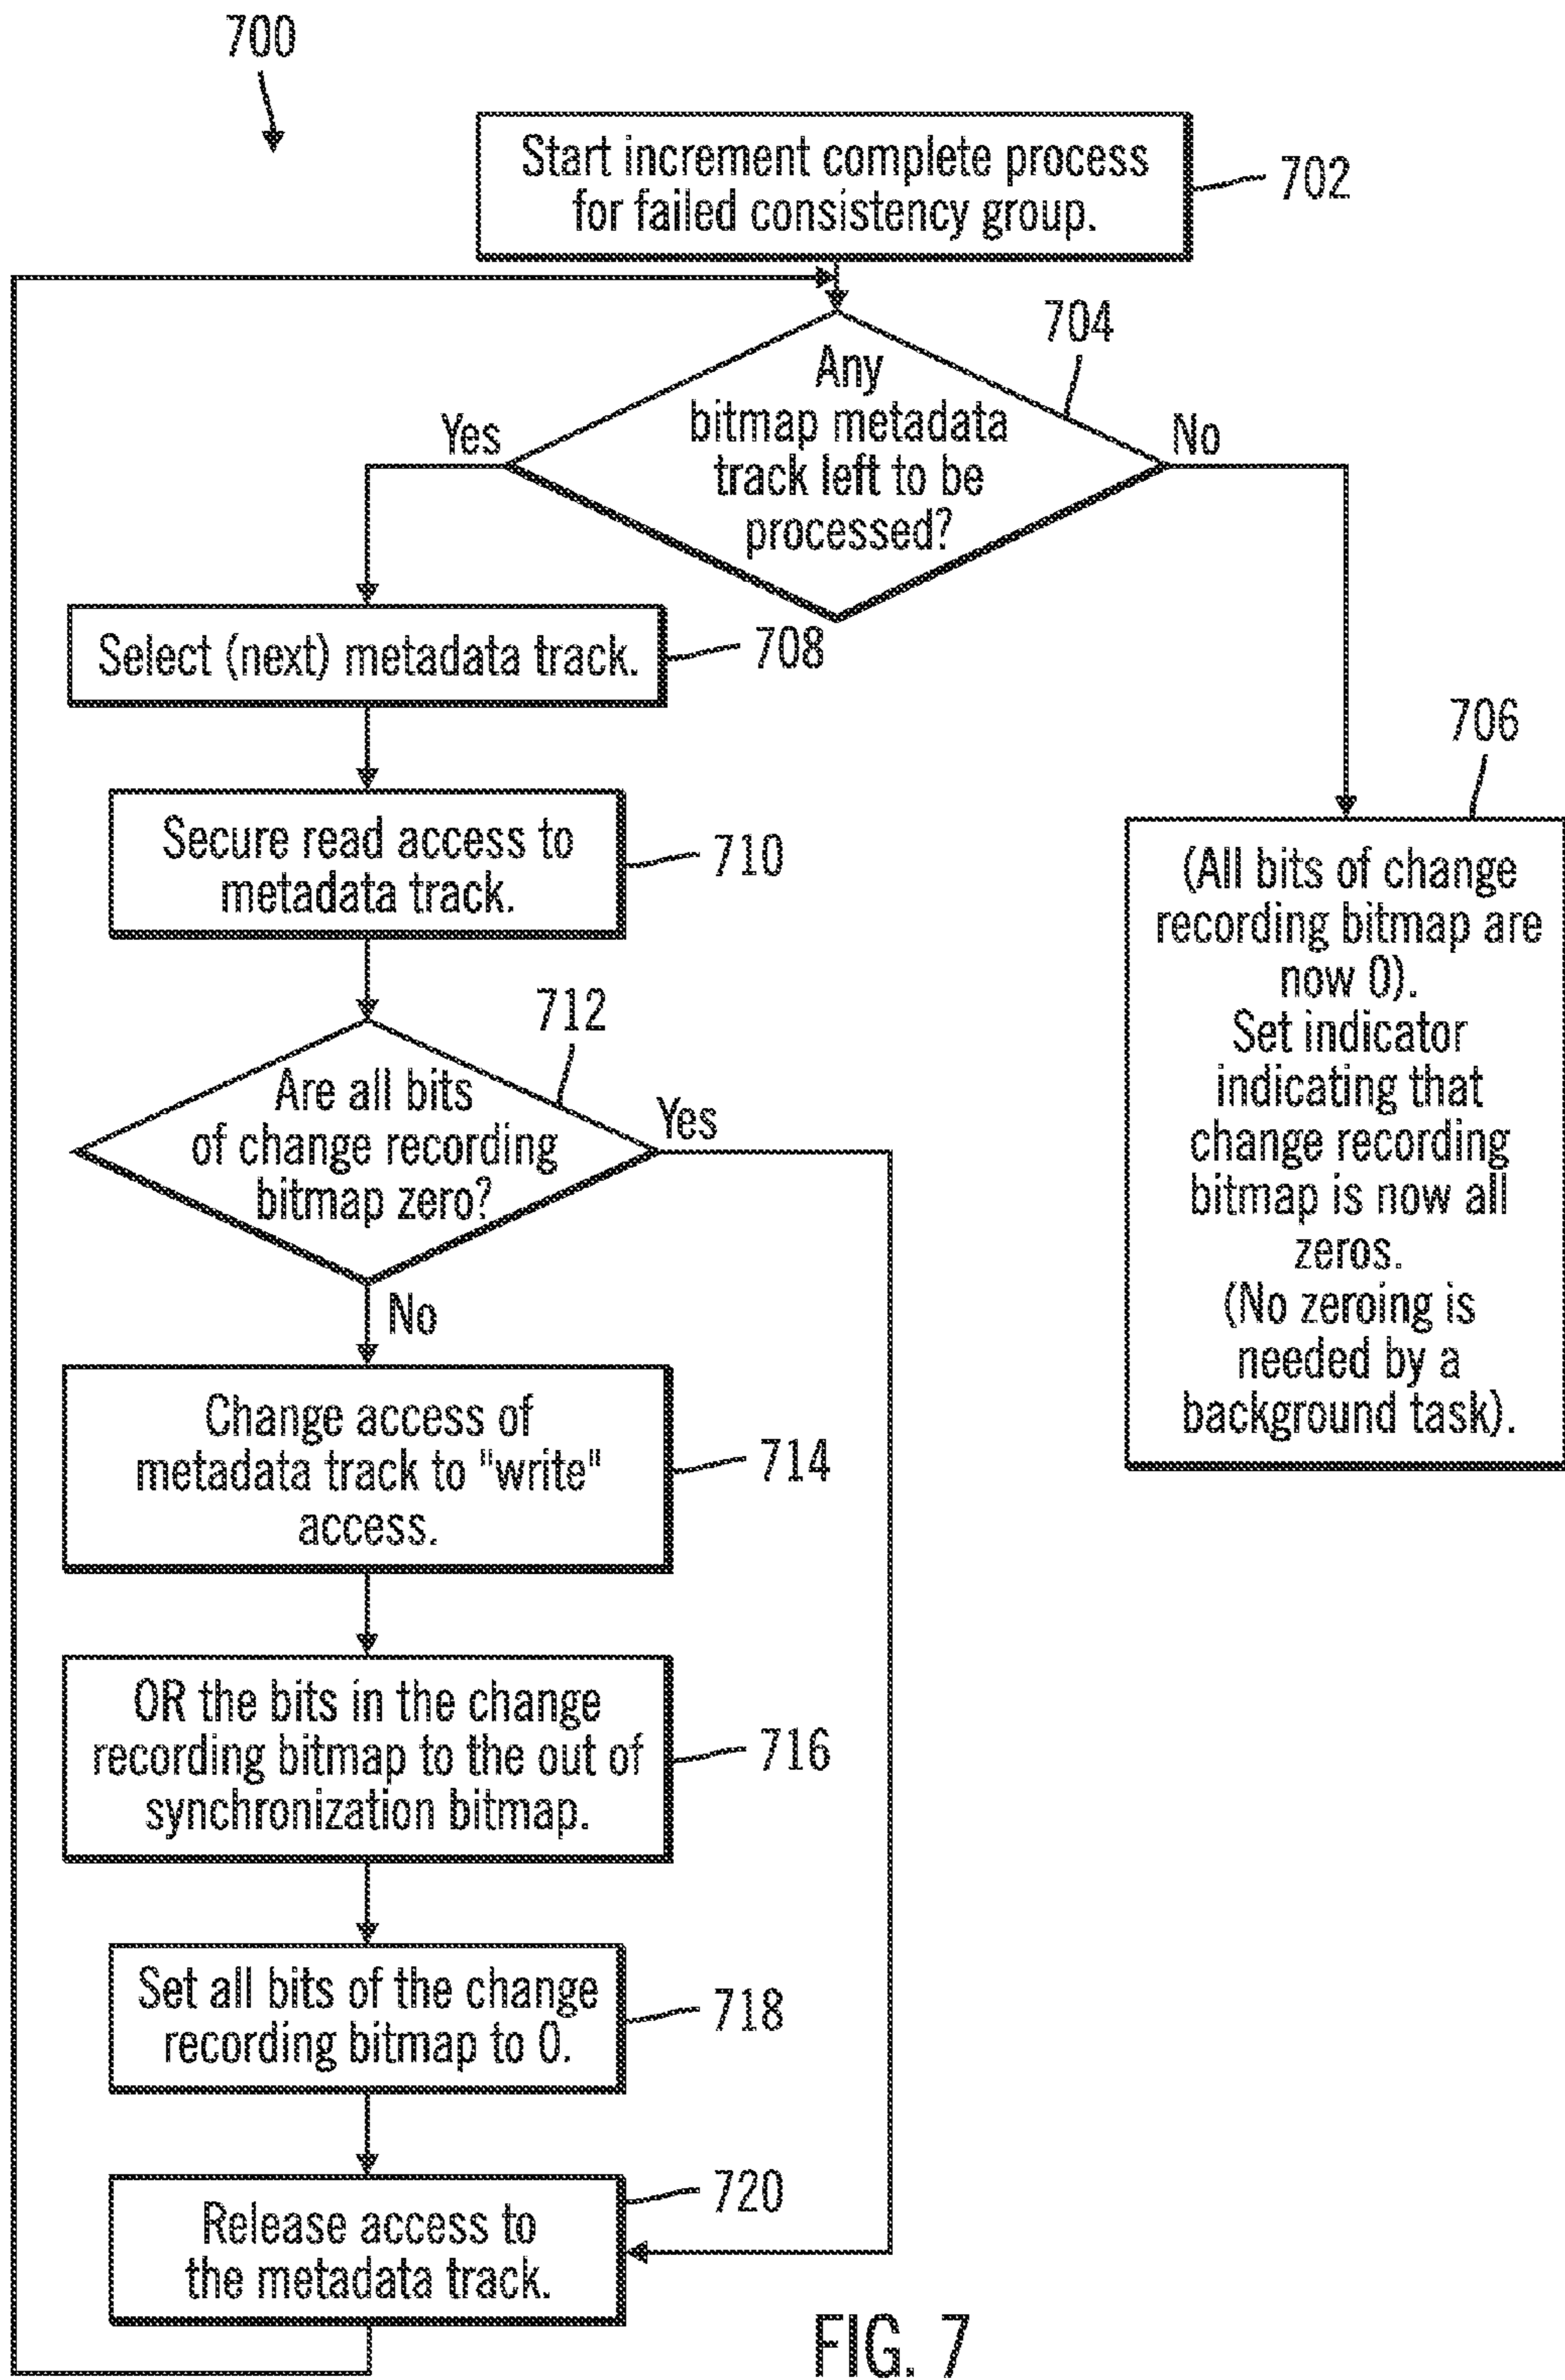 700
Start increment complete process
for failed consistency group.
702
704
Any
bitmap metadata
track left to be
processed?
Yes
No
Select (next) metadata track.
708
706
Secure read access to
metadata track.
710
(All bits of change
recording bitmap are
now 0).
Set indicator
indicating that
change recording
bitmap is now all
zeros.
(No zeroing is
needed by a
background task).
712
Are all bits
of change recording
bitmap zero?
Yes
No
Change access of
metadata track to "write"
access.
714
OR the bits in the change
recording bitmap to the out of
synchronization bitmap.
716
Set all bits of the change
recording bitmap to 0.
718
Release access to
the metadata track.
720
FIG. 7